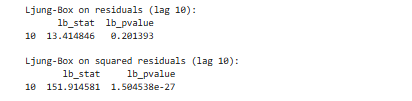 Ljung-Box on residuals (lag 10):
lb_stat lb_pvalue
10 13.414846 0.201393
Ljung-Box on squared residuals (lag 10):
lb_stat lb_pvalue
10 151.914581 1.504538e-27